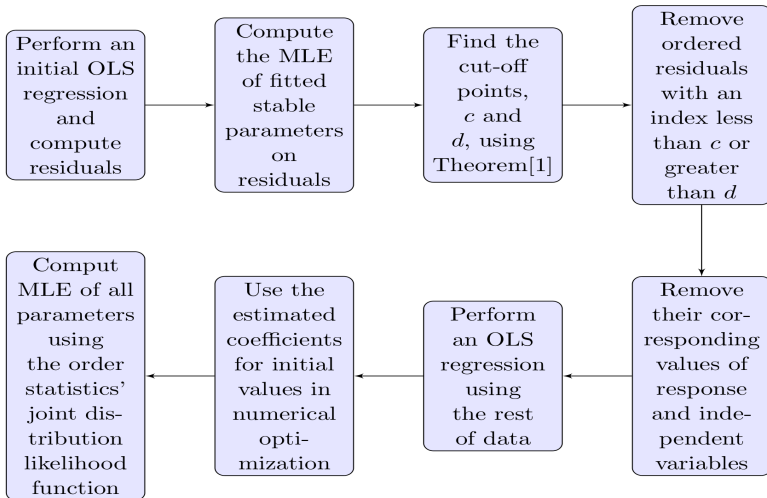 Perform an
initial OLS
regression
and
compute
residuals
Compute
the MLE
of fitted
stable
parameters
on
residuals
Find the
cut-off
points,
c and
d, using
Theorem[1]
Remove
ordered
residuals
with an
index less
than c or
greater
than d
Remove
their cor-
responding
values of
response
and inde-
pendent
variables
Perform
an OLS
regression
using
the rest
of data
Use the
estimated
coefficients
for initial
values in
numerical
opti-
mization
Comput
MLE of all
parameters
using
the order
statistics'
joint dis-
tribution
likelihood
function